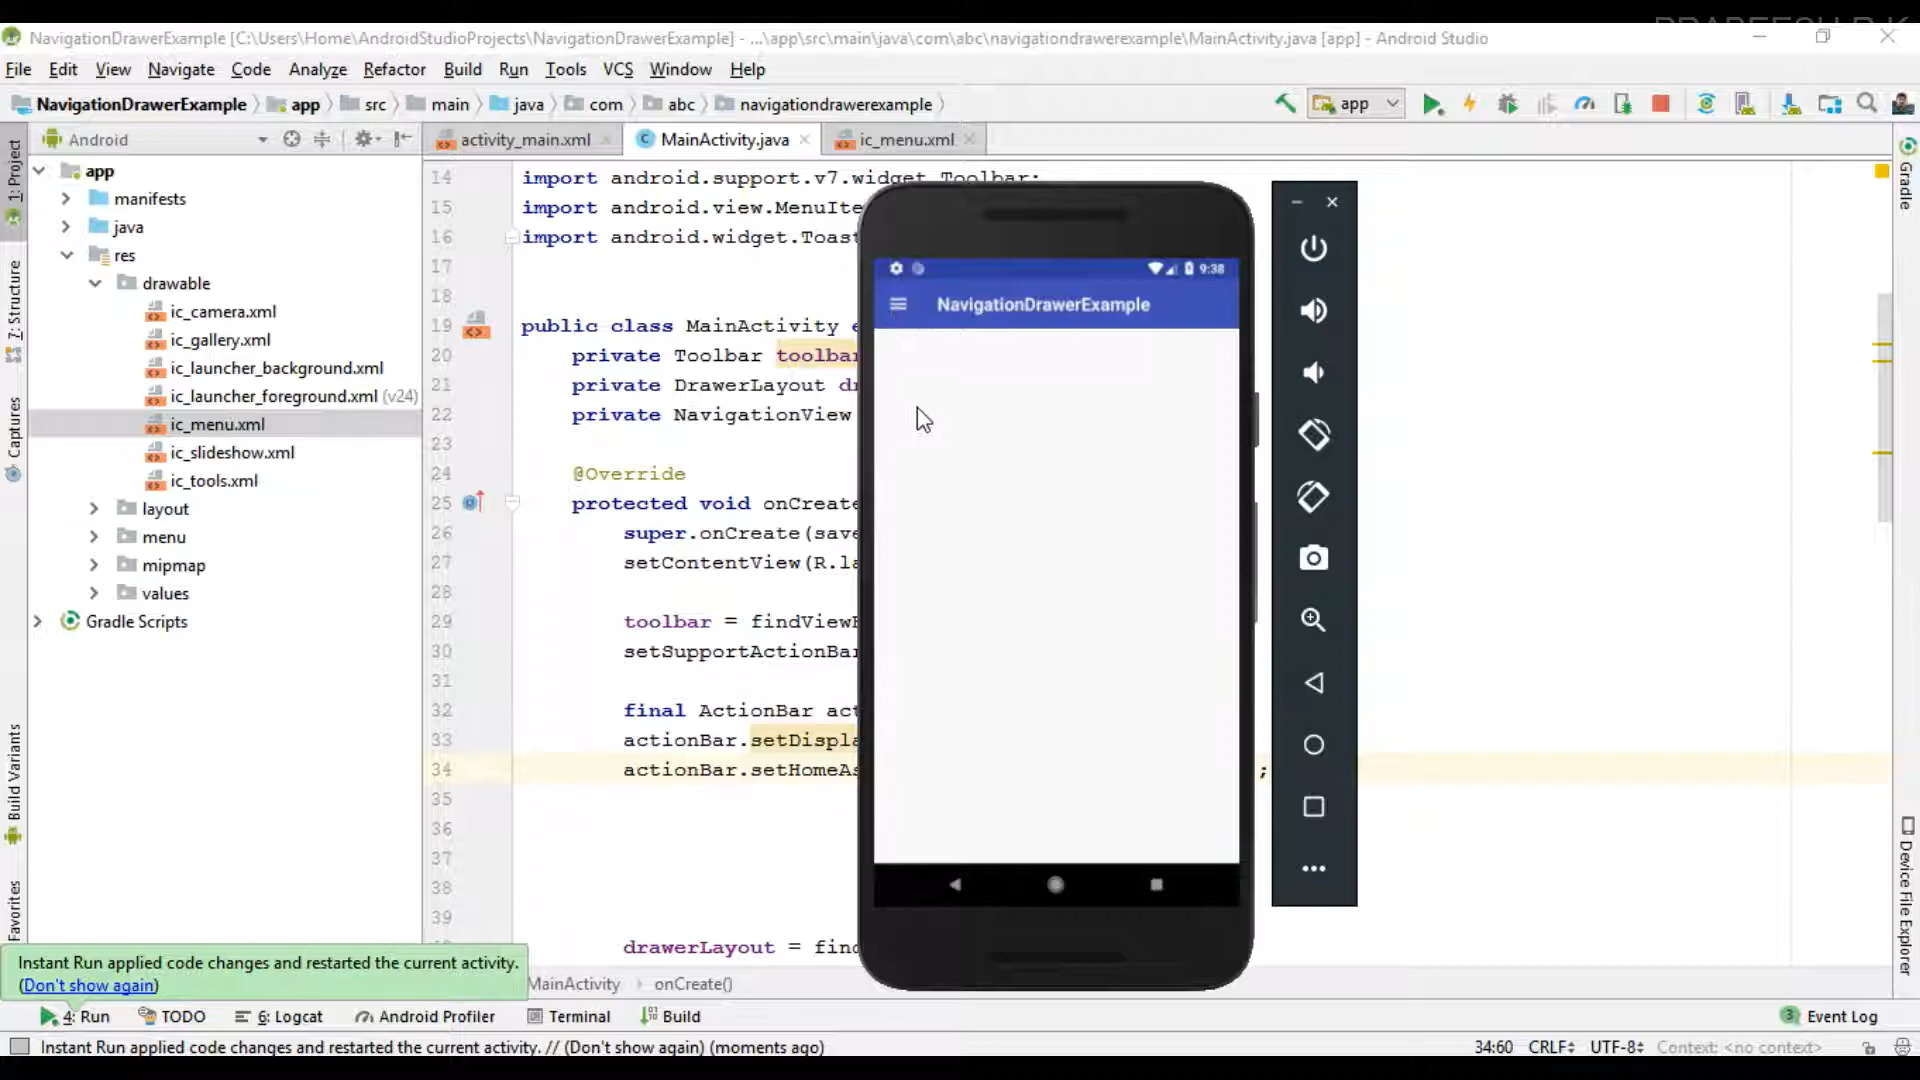 NavigationDrawerExample [C:\Users\Home\AndroidStudioProjects\NavigationDrawerExample] - ...\app\src\main\java\com\abc\navigationdrawerexample\MainActivity.java [app] - Android Studio
File Edit View Navigate Code Analyze Refactor Build Run Tools VCS Window Help
NavigationDrawerExample app src main java com abc navigationdrawerexample
app
Android
activity_main.xml MainActivity.java ic_menu.xml
1: Project
7: Structure
Captures
Build Variants
Favorites
app
manifests
java
res
drawable
ic_camera.xml
ic_gallery.xml
ic_launcher_background.xml
ic_launcher_foreground.xml (v24)
ic_menu.xml
ic_slideshow.xml
ic_tools.xml
layout
menu
mipmap
values
Gradle Scripts
14 import android.support.v7.widget.Toolbar;
15 import android.view.MenuIte
16 import android.widget.Toast
17
18
19 public class MainActivity e
20 private Toolbar toolbar
21 private DrawerLayout dr
22 private NavigationView
23
24 @Override
25 protected void onCreate
26 super.onCreate(save
27 setContentView(R.la
28
29 toolbar = findViewB
30 setSupportActionBar
31
32 final ActionBar act
33 actionBar.setDispla
34 actionBar.setHomeAs ;
35
36
37
38
39
drawerLayout = find
9:38
NavigationDrawerExample
Gradle
Device File Explorer
Instant Run applied code changes and restarted the current activity.
(Don't show again)
MainActivity onCreate()
4: Run TODO 6: Logcat Android Profiler Terminal Build 3 Event Log
Instant Run applied code changes and restarted the current activity. // (Don't show again) (moments ago)
34:60 CRLF UTF-8 Context: <no context>